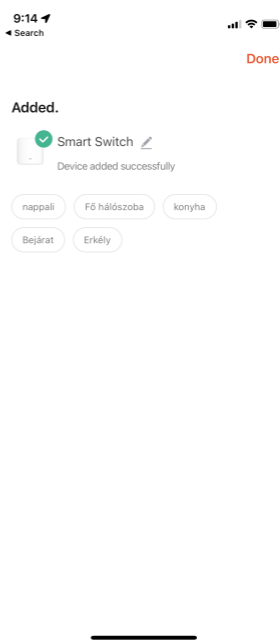 9:14
◀ Search
Done
Added.
Smart Switch
Device added successfully
nappali
Fő hálószoba
konyha
Bejárat
Erkély